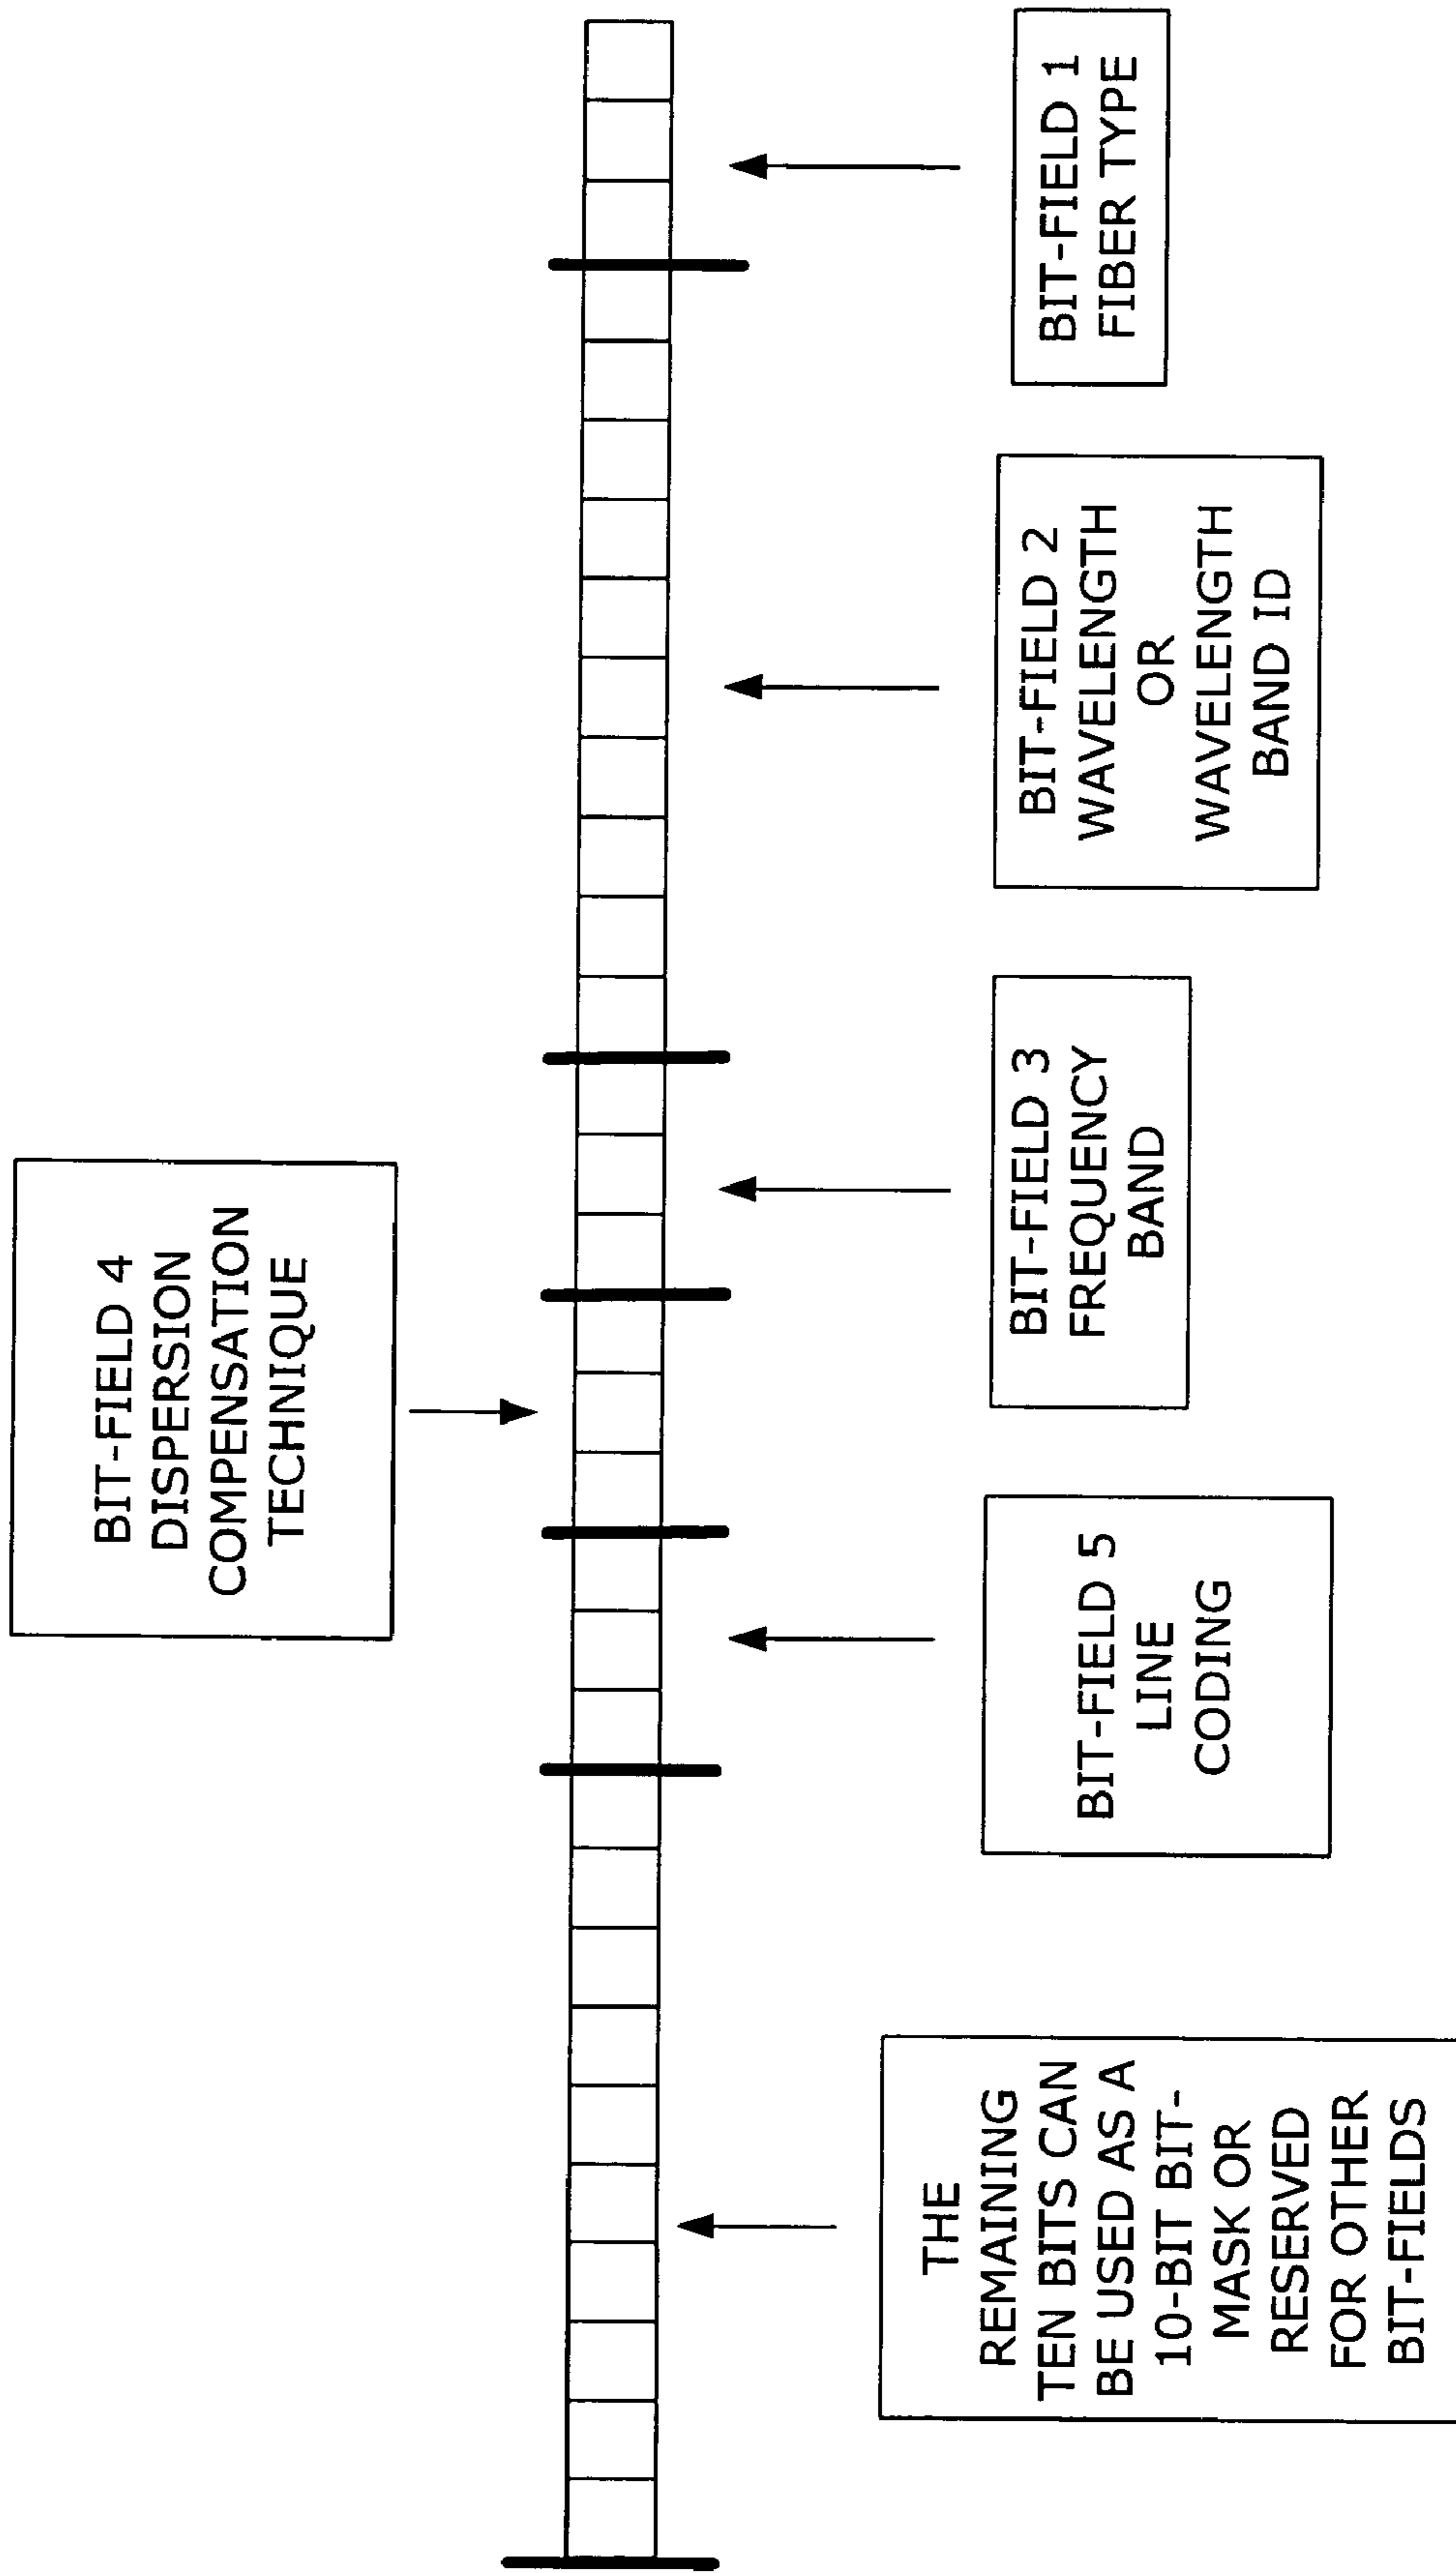 BIT-FIELD 4
DISPERSION
COMPENSATION
TECHNIQUE
THE
REMAINING
TEN BITS CAN
BE USED AS A
10-BIT BIT-
MASK OR
RESERVED
FOR OTHER
BIT-FIELDS
BIT-FIELD 5
LINE
CODING
BIT-FIELD 3
FREQUENCY
BAND
BIT-FIELD 2
WAVELENGTH
OR
WAVELENGTH
BAND ID
BIT-FIELD 1
FIBER TYPE